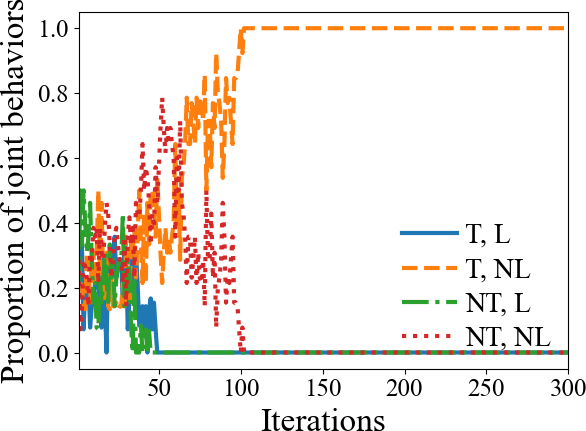 Proportion of joint behaviors
1.0
0.8
0.6
0.4
0.2
0.0
T, L
T, NL
NT, L
NT, NL
50 100 150 200 250 300
Iterations